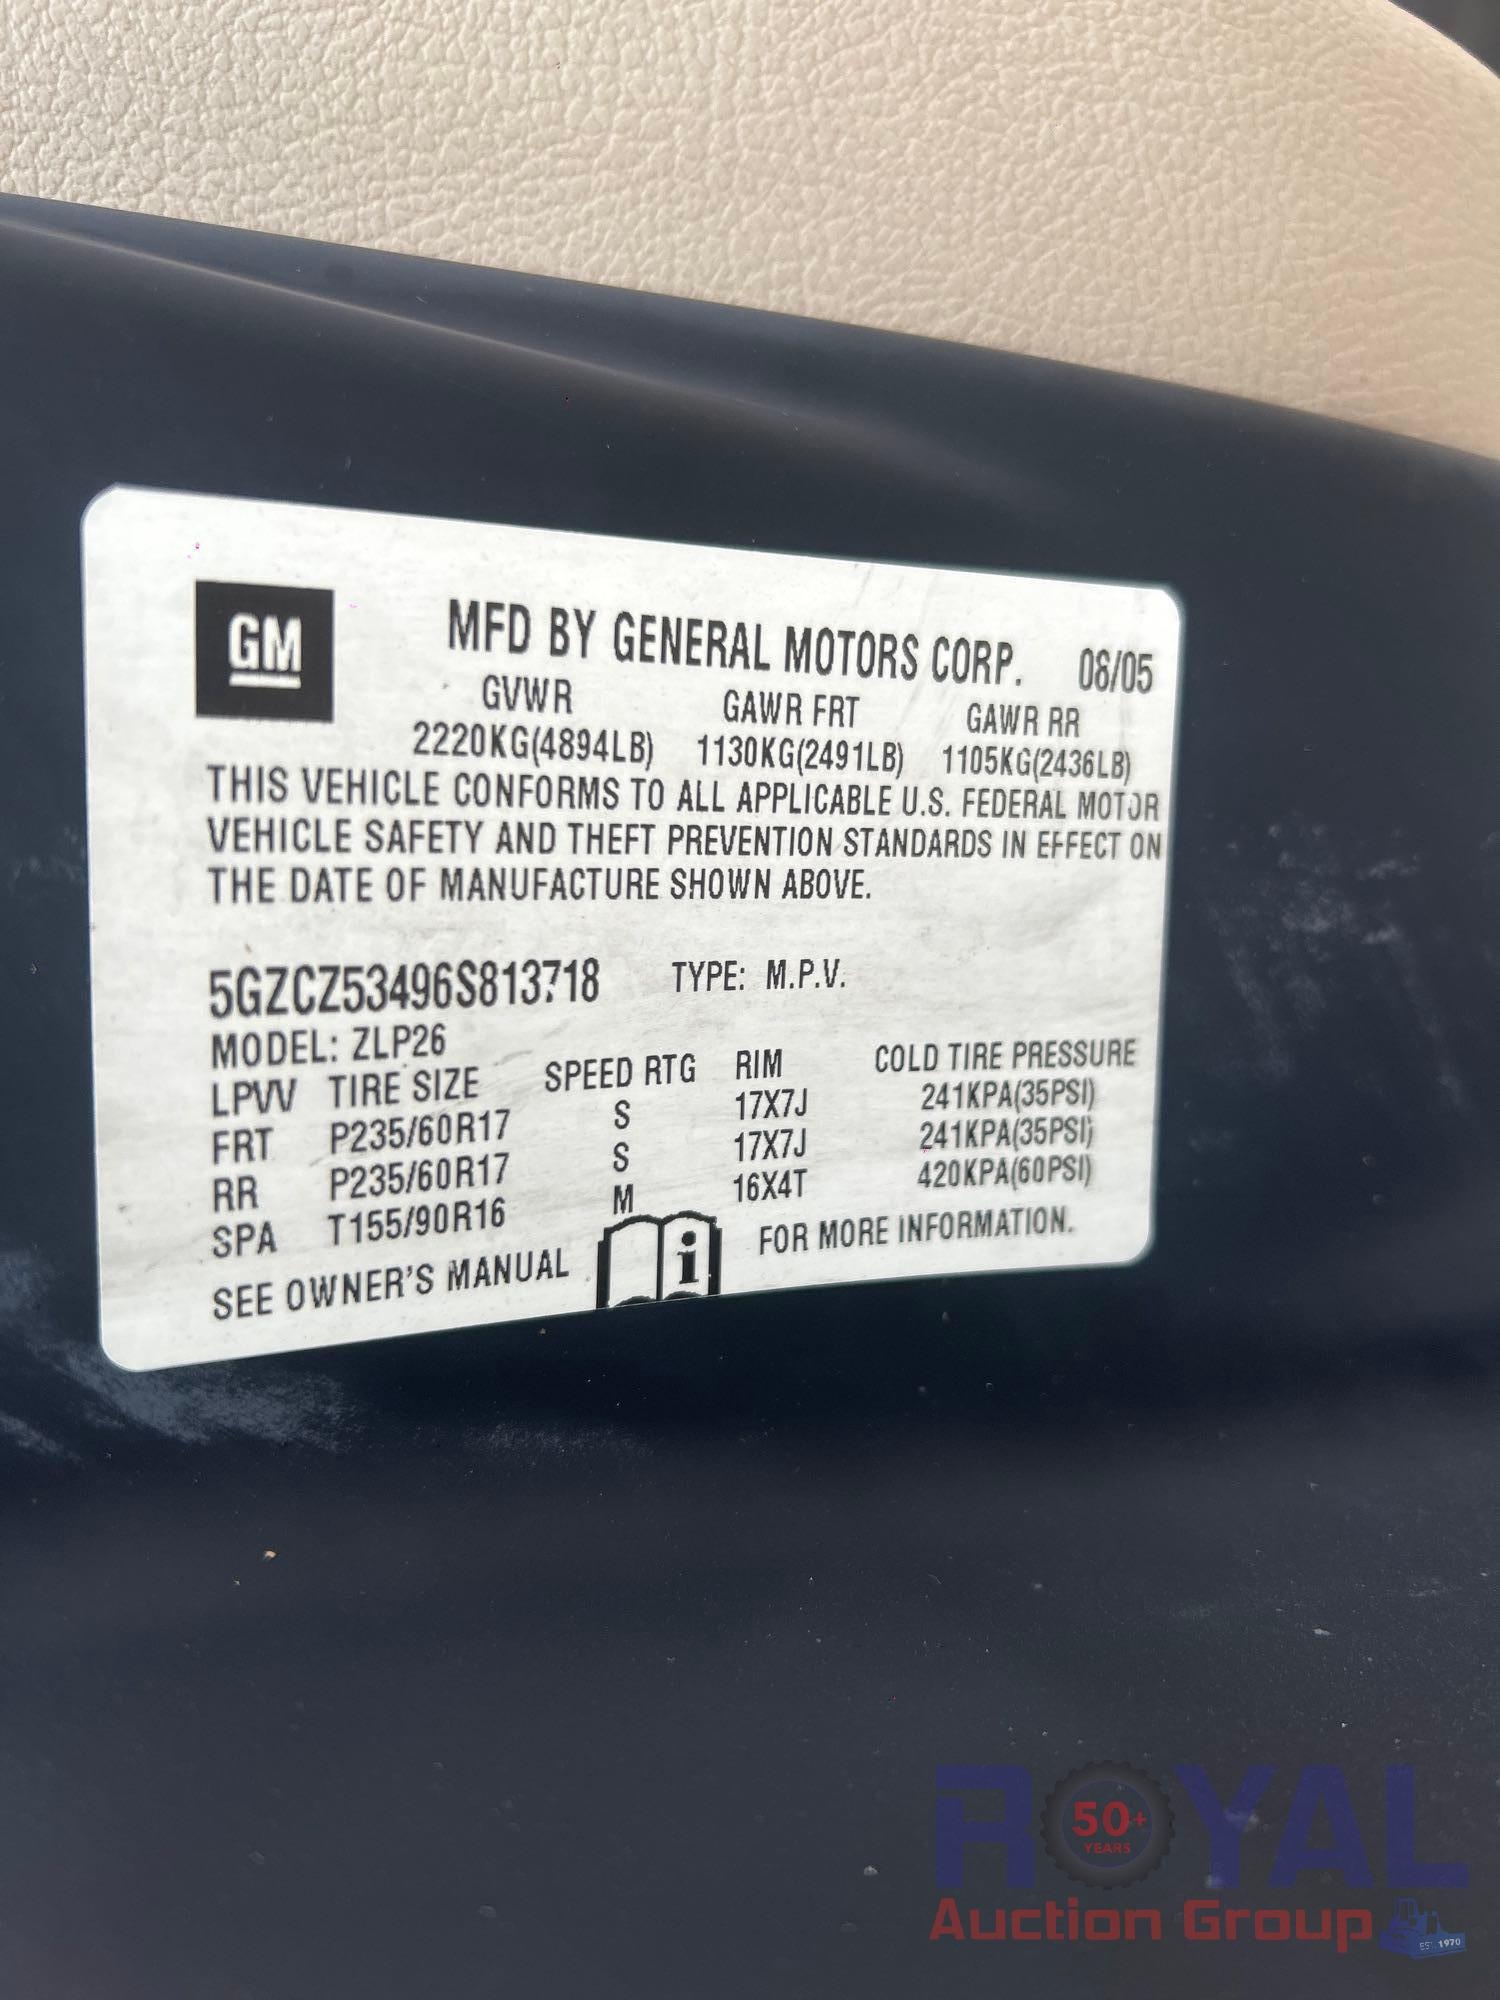 GM
MFD BY GENERAL MOTORS CORP. 08/05
GVWR GAWR FRT GAWR RR
2220KG(4894LB) 1130KG(2491LB) 1105KG(2436LB)
THIS VEHICLE CONFORMS TO ALL APPLICABLE U.S. FEDERAL MOTOR
VEHICLE SAFETY AND THEFT PREVENTION STANDARDS IN EFFECT ON
THE DATE OF MANUFACTURE SHOWN ABOVE.
5GZCZ53496S813718 TYPE: M.P.V.
MODEL: ZLP26
LPVV TIRE SIZE SPEED RTG RIM COLD TIRE PRESSURE
FRT P235/60R17 S 17X7J 241KPA(35PSI)
RR P235/60R17 S 17X7J 241KPA(35PSI)
SPA T155/90R16 M 16X4T 420KPA(60PSI)
SEE OWNER'S MANUAL i FOR MORE INFORMATION.
ROYAL
50+
YEARS
Auction Group
EST. 1970